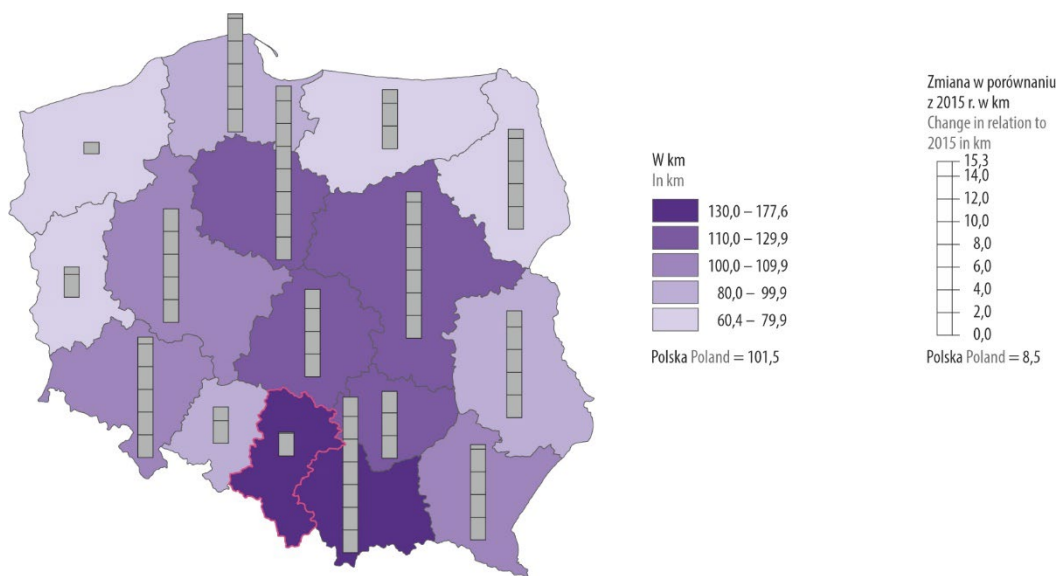 W km
In km
130,0 – 177,6
110,0 – 129,9
100,0 – 109,9
80,0 – 99,9
60,4 – 79,9
Polska Poland = 101,5
Zmiana w porównaniu
z 2015 r. w km
Change in relation to
2015 in km
15,3
14,0
12,0
10,0
8,0
6,0
4,0
2,0
0,0
Polska Poland = 8,5